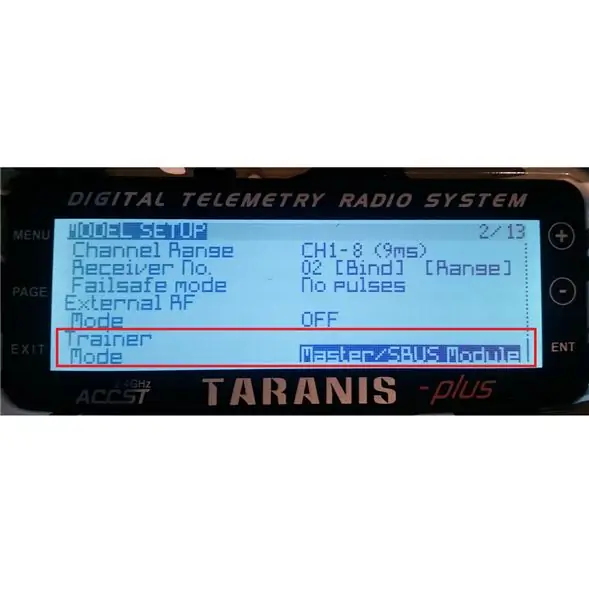 DIGITAL TELEMETRY RADIO SYSTEM
MENU
MODEL SETUP 2/13
+
Channel Range CH1-8 (9ms)
Receiver No. 02 [Bind] [Range]
PAGE
Failsafe mode No pulses
-
External RF
Mode OFF
Trainer
EXIT
Mode Master/SBUS Module
ENT
2.4GHz
ACCST TARANIS -plus